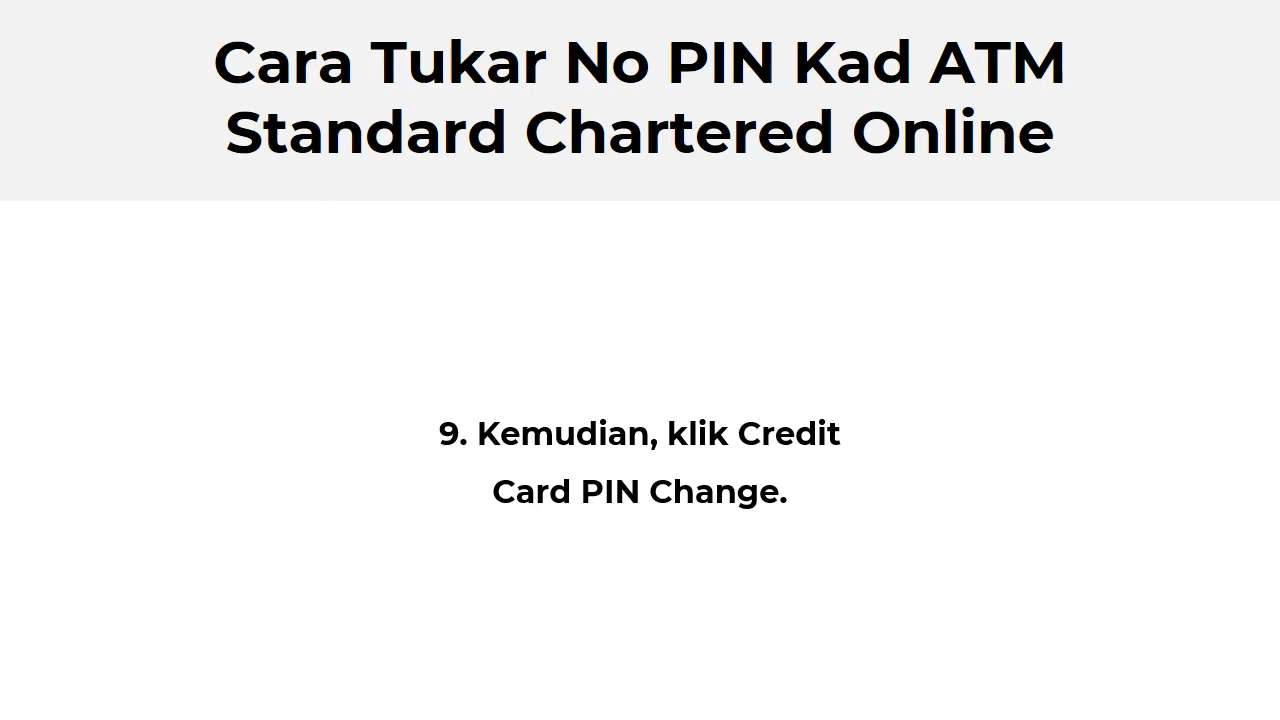 Cara Tukar No PIN Kad ATM
Standard Chartered Online
9. Kemudian, klik Credit
Card PIN Change.